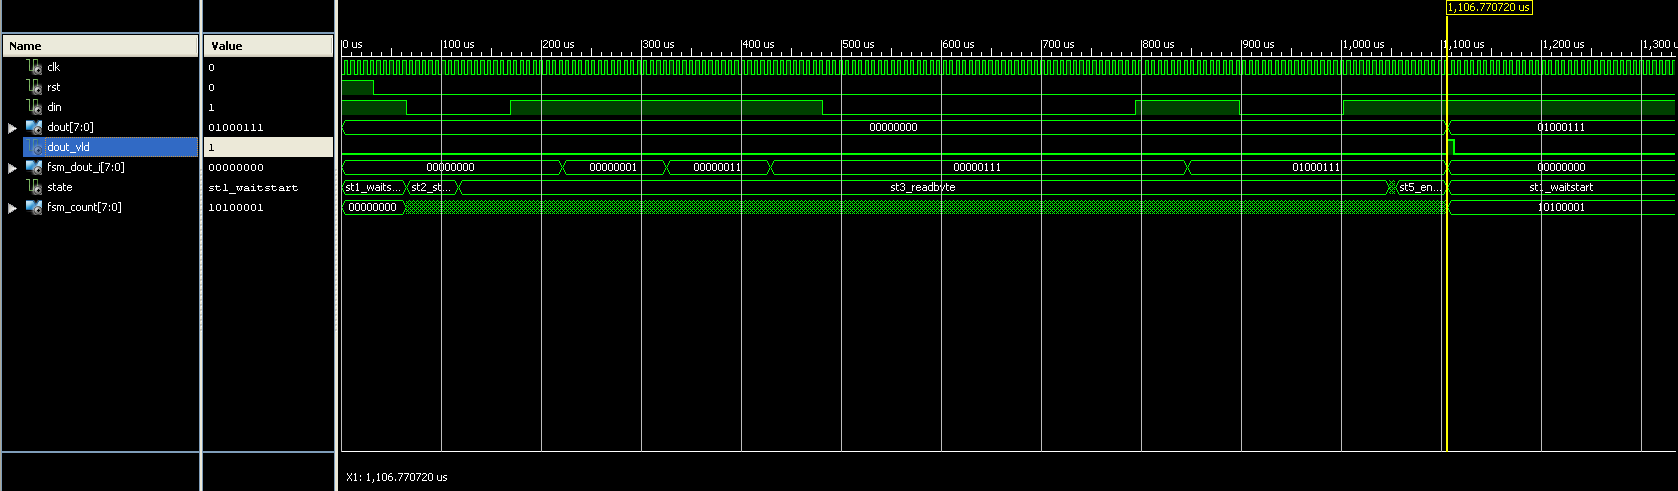 1,106.770720 us
Name Value
0 us 100 us 200 us 300 us 400 us 500 us 600 us 700 us 800 us 900 us 1,000 us 1,100 us 1,200 us 1,300
clk 0
rst 0
din 1
dout[7:0] 01000111 00000000 01000111
dout_vld 1
fsm_dout_i[7:0] 00000000 00000000 00000001 00000011 00000111 01000111 00000000
state st1_waitstart st1_waits... st2_st... st3_readbyte st5_en... st1_waitstart
fsm_count[7:0] 10100001 00000000 10100001
X1: 1,106.770720 us